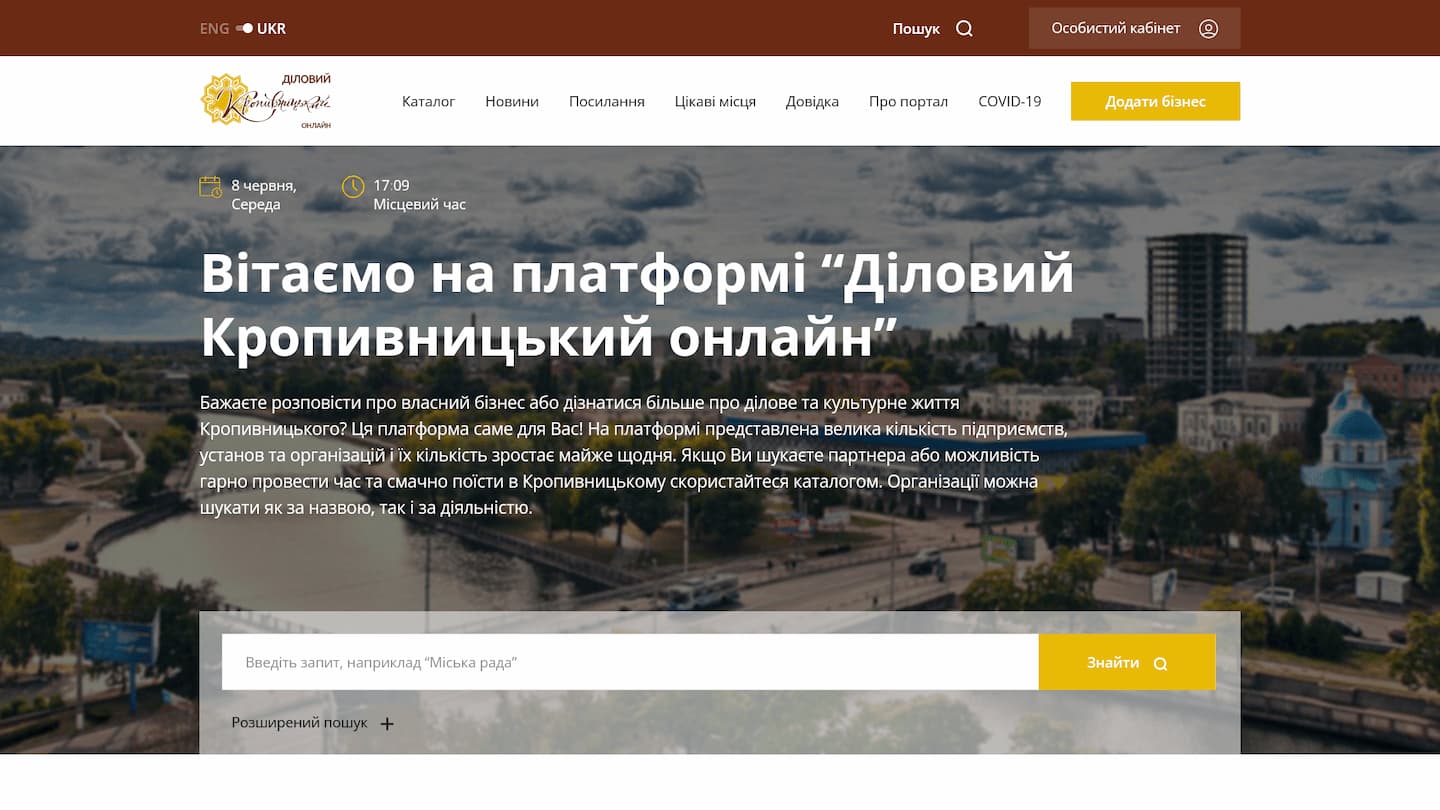 ENG UKR
Пошук
Особистий кабінет
ДІЛОВИЙ
Кропивницький
ОНЛАЙН
Каталог
Новини
Посилання
Цікаві місця
Довідка
Про портал
COVID-19
Додати бізнес
8 червня,
Середа
17:09
Місцевий час
Вітаємо на платформі “Діловий
Кропивницький онлайн”
Бажаєте розповісти про власний бізнес або дізнатися більше про ділове та культурне життя
Кропивницького? Ця платформа саме для Вас! На платформі представлена велика кількість підприємств,
установ та організацій і їх кількість зростає майже щодня. Якщо Ви шукаєте партнера або можливість
гарно провести час та смачно поїсти в Кропивницькому скористайтеся каталогом. Організації можна
шукати як за назвою, так і за діяльністю.
Введіть запит, наприклад “Міська рада”
Знайти
Розширений пошук +